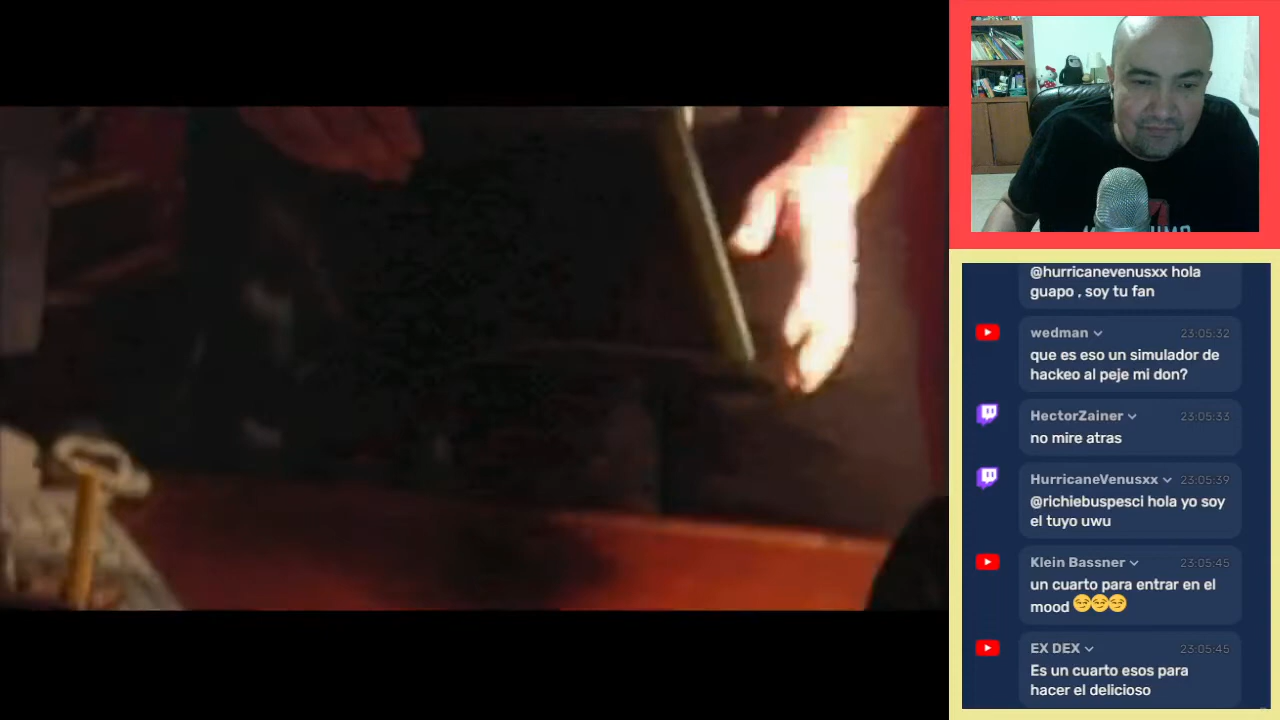 @hurricanevenusxx hola
guapo , soy tu fan
wedman 23:05:32
que es eso un simulador de
hackeo al peje mi don?
HectorZainer 23:05:33
no mire atras
HurricaneVenusxx 23:05:39
@richiebuspesci hola yo soy
el tuyo uwu
Klein Bassner 23:05:45
un cuarto para entrar en el
mood 😏😏😏
EX DEX 23:05:45
Es un cuarto esos para
hacer el delicioso